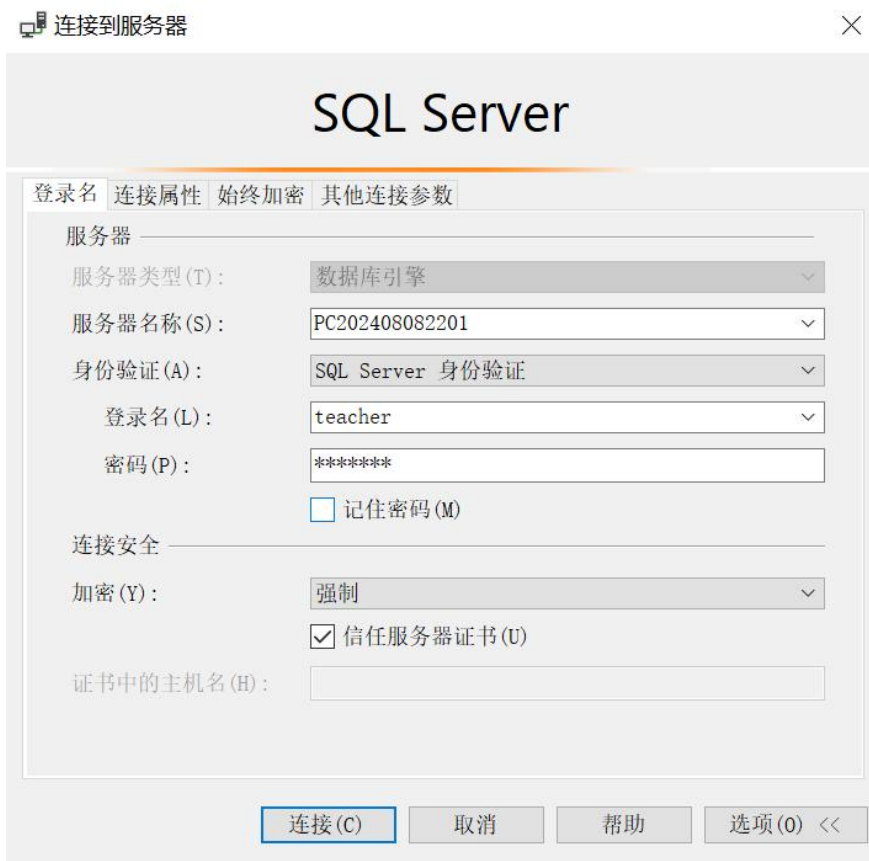 连接到服务器
SQL Server
登录名 连接属性 始终加密 其他连接参数
服务器
服务器类型(T): 数据库引擎
服务器名称(S): PC202408082201
身份验证(A): SQL Server 身份验证
登录名(L): teacher
密码(P): *******
记住密码(M)
连接安全
加密(Y): 强制
信任服务器证书(U)
证书中的主机名(H):
连接(C) 取消 帮助 选项(O) <<